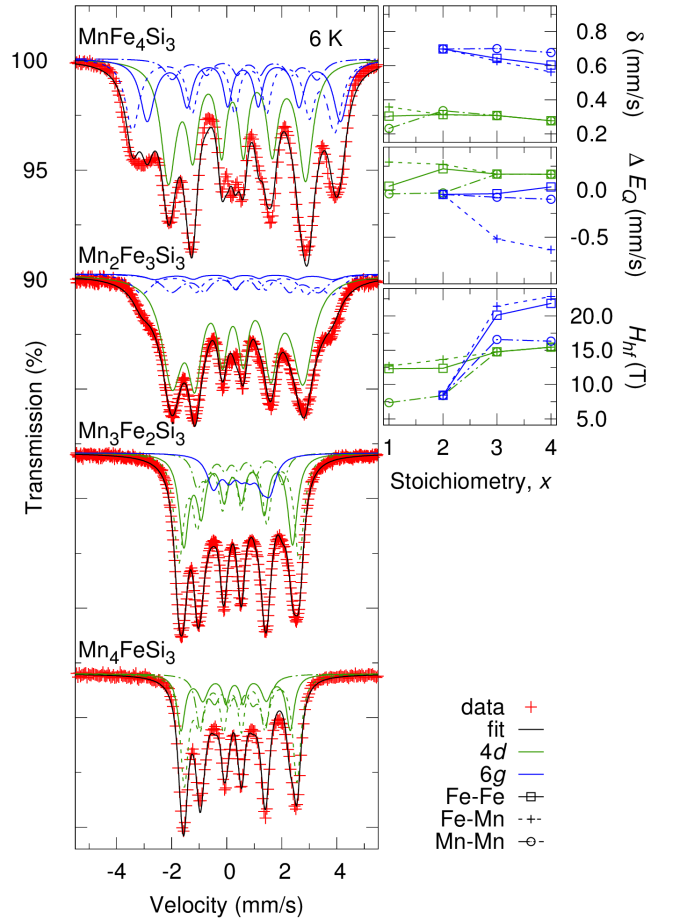 MnFe4Si3
6 K
100
95
Mn2Fe3Si3
90
Mn3Fe2Si3
Mn4FeSi3
Transmission (%)
-4
-2
0
2
4
Velocity (mm/s)
0.8
0.6
0.4
0.2
δ (mm/s)
0.0
-0.5
Δ EQ (mm/s)
20.0
15.0
10.0
5.0
Hhf (T)
1
2
3
4
Stoichiometry, x
data
fit
4d
6g
Fe-Fe
Fe-Mn
Mn-Mn